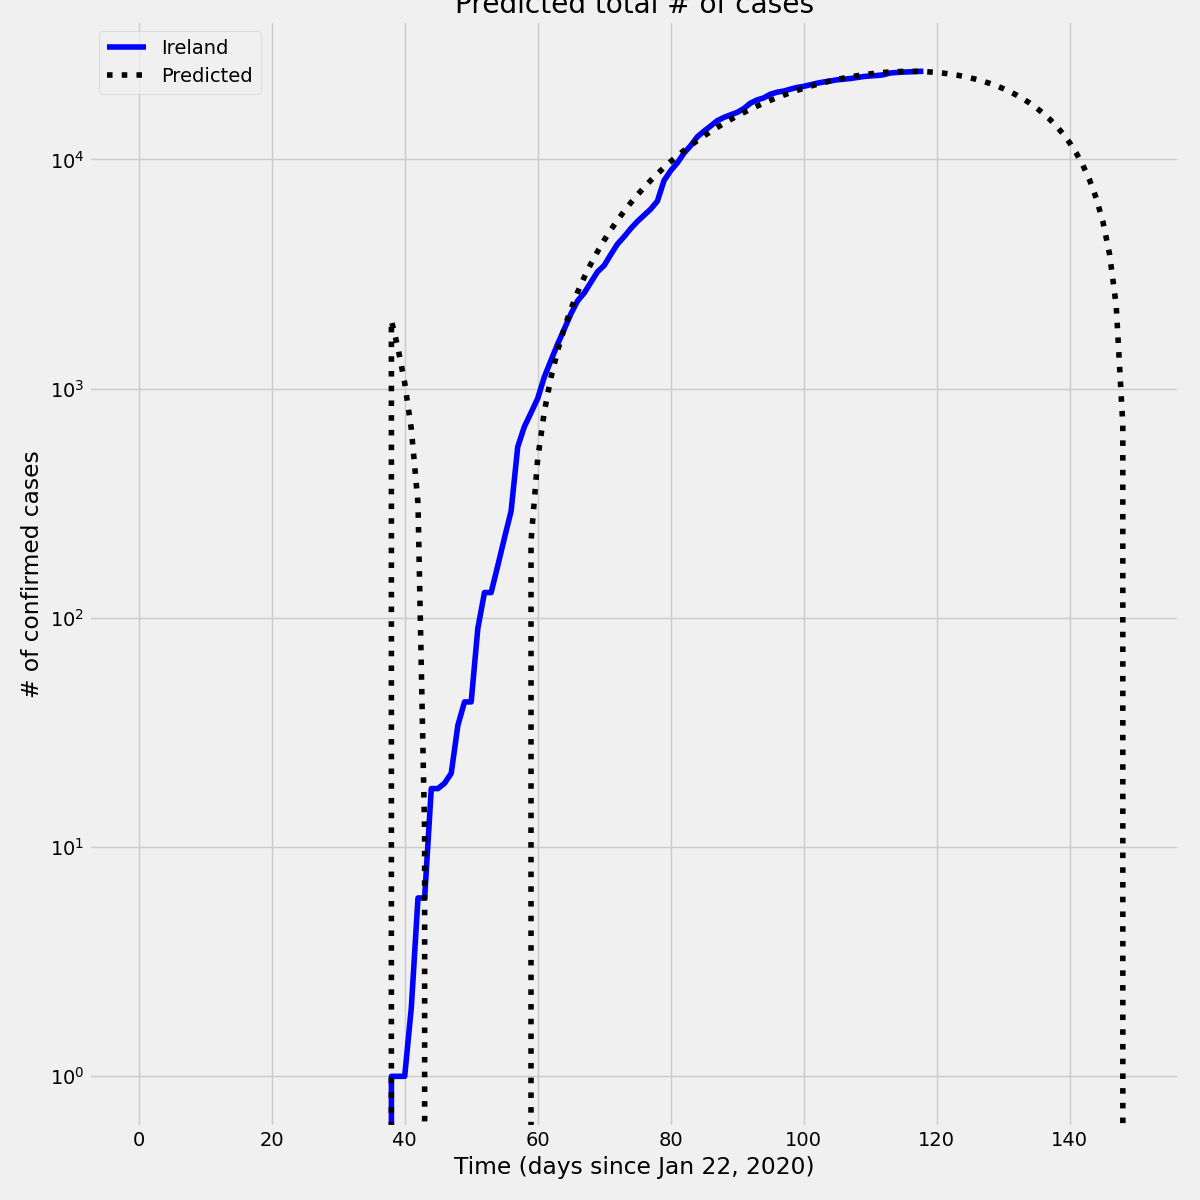 Predicted total # of cases
Ireland
Predicted
# of confirmed cases
10⁴
10³
10²
10¹
10⁰
0 20 40 60 80 100 120 140
Time (days since Jan 22, 2020)